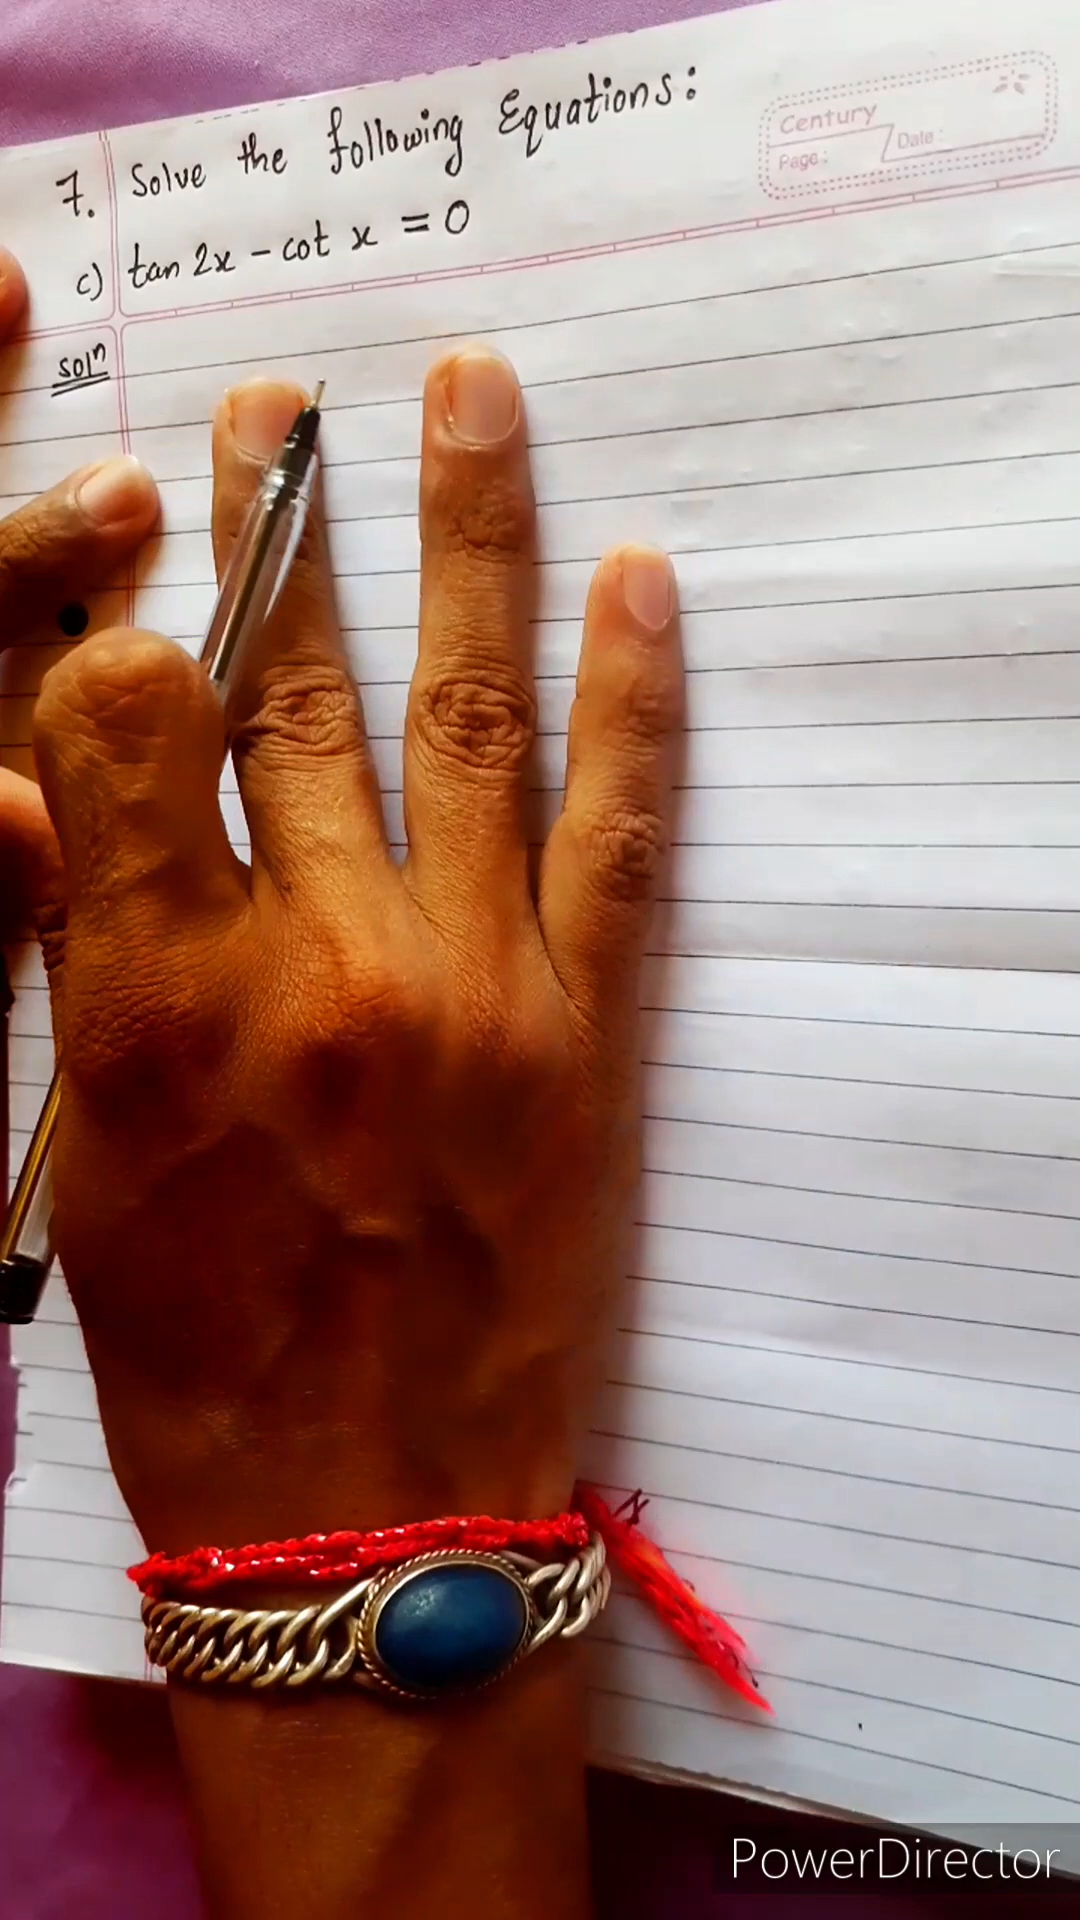 7. Solve the following Equations:
Century
Page: Date:
c) tan 2x - cot x = 0
solⁿ
PowerDirector